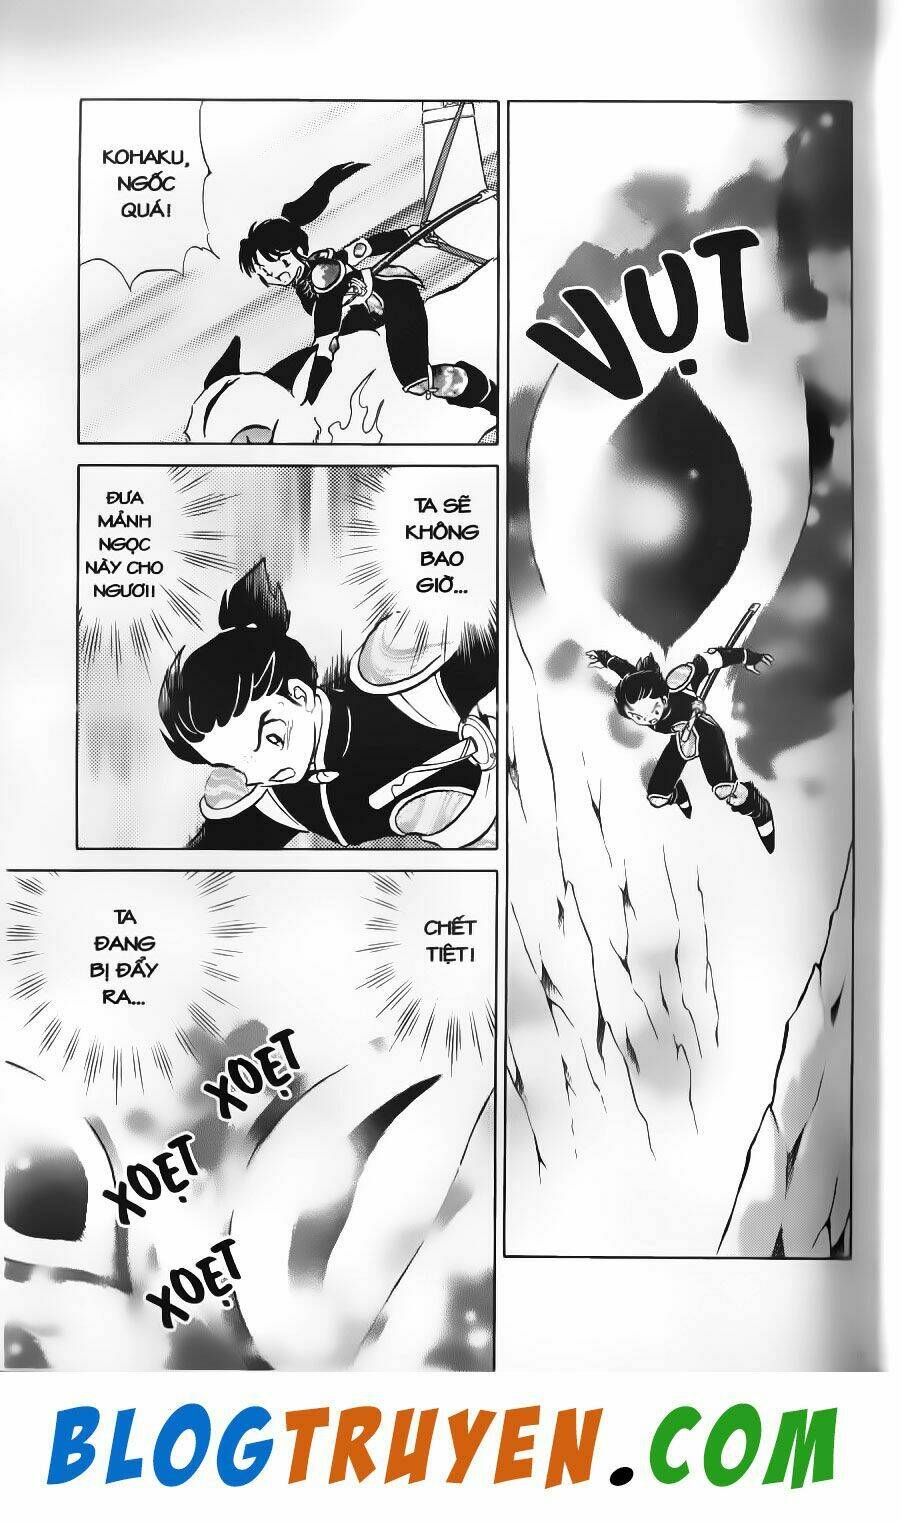 VỤT
KOHAKU,
NGỐC
QUÁ!
TA SẼ
KHÔNG
BAO
GIỜ...
ĐƯA
MẢNH
NGỌC
NÀY CHO
NGƯƠI!
CHẾT
TIỆT!
TA
ĐANG
BỊ ĐẨY
RA...
XOẸT
XOẸT
XOẸT
BLOGTRUYEN.COM